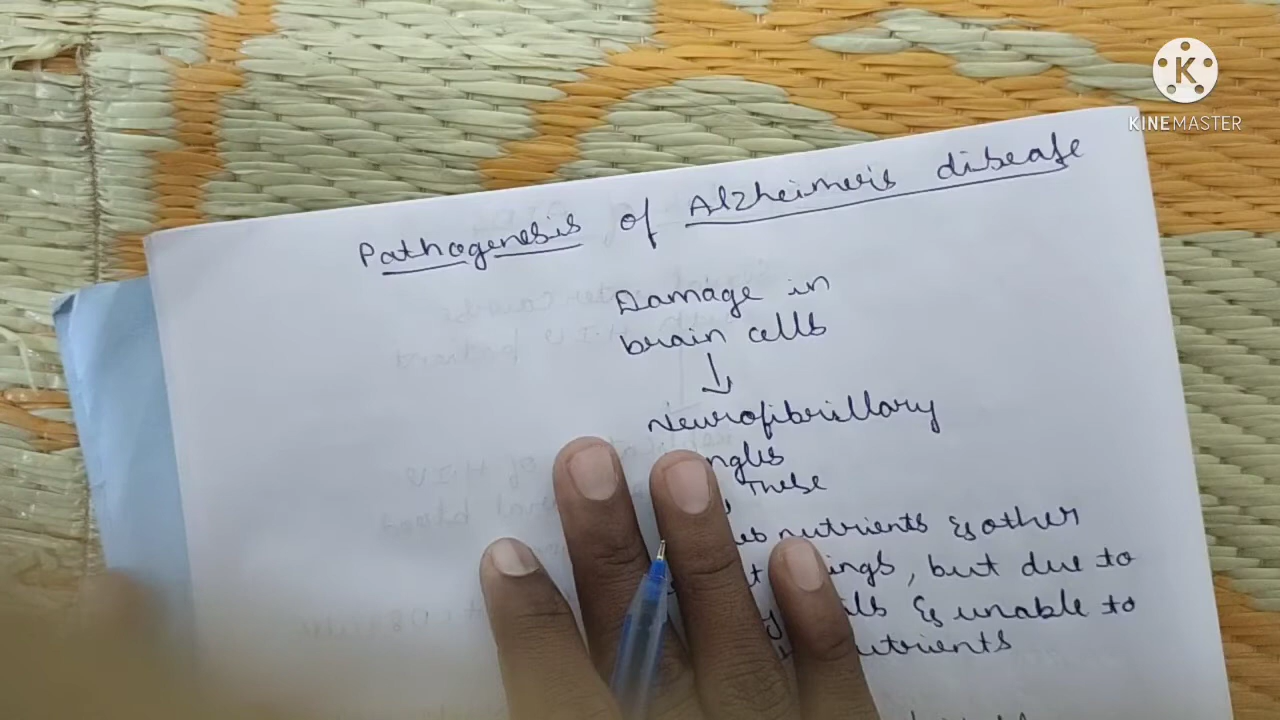 KINEMASTER
Pathogenesis of Alzheimer's disease
Damage in
brain cells
↓
Neurofibrillary
ngles
These
nutrients & other
ings, but due to
& unable to
utrients